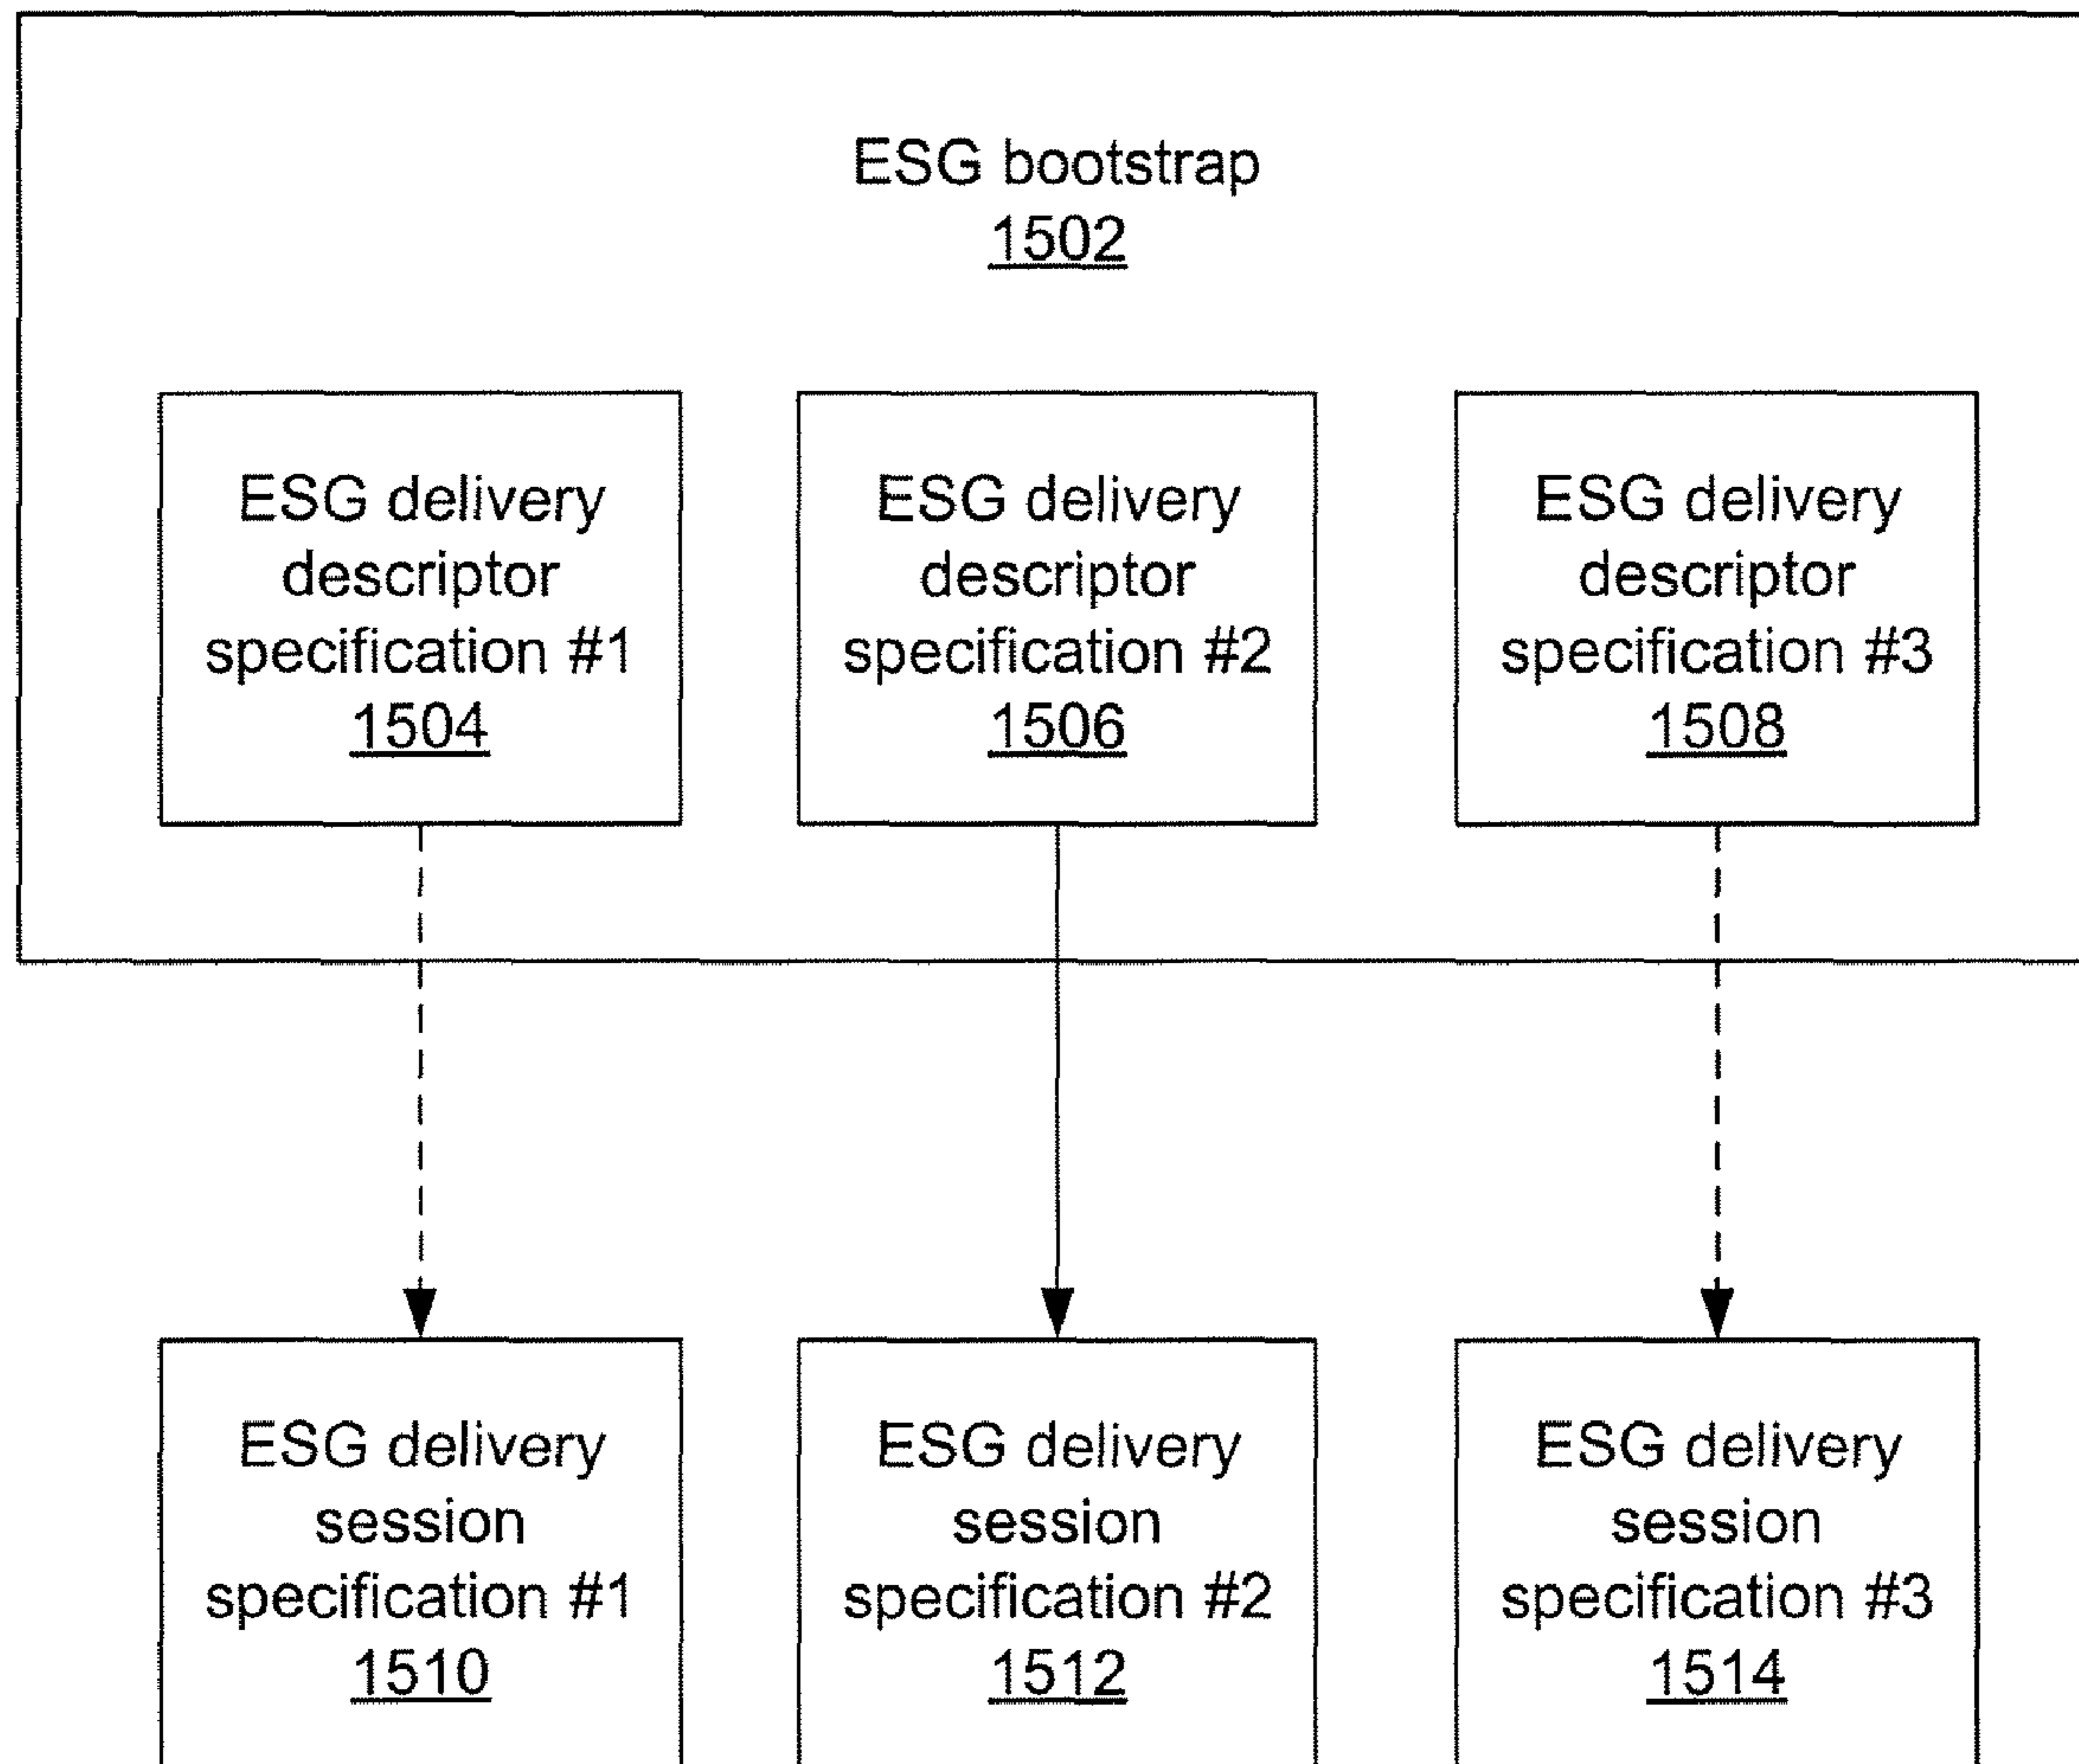 ESG bootstrap
1502
ESG delivery
descriptor
specification #1
1504
ESG delivery
descriptor
specification #2
1506
ESG delivery
descriptor
specification #3
1508
ESG delivery
session
specification #1
1510
ESG delivery
session
specification #2
1512
ESG delivery
session
specification #3
1514